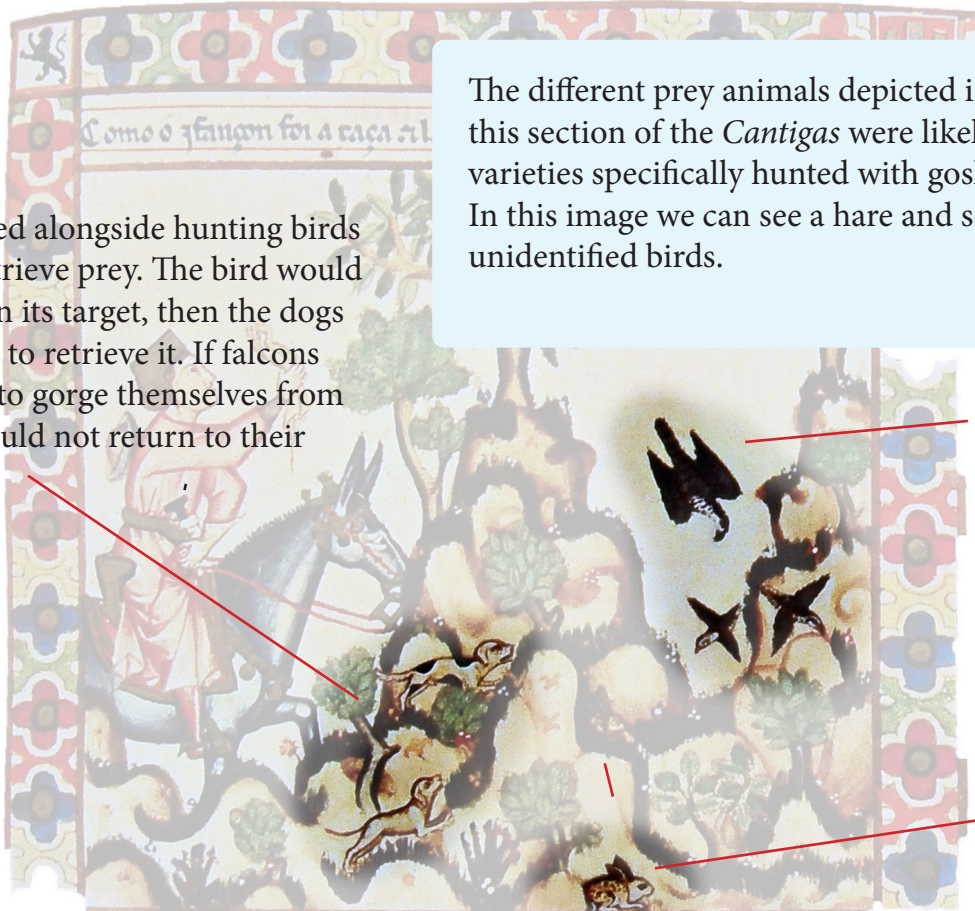 Como o
foi a caça
The different prey animals depicted i
this section of the Cantigas were likel
varieties specifically hunted with gos
In this image we can see a hare and s
unidentified birds.
ed alongside hunting birds
trieve prey. The bird would
n its target, then the dogs
to retrieve it. If falcons
to gorge themselves from
uld not return to their